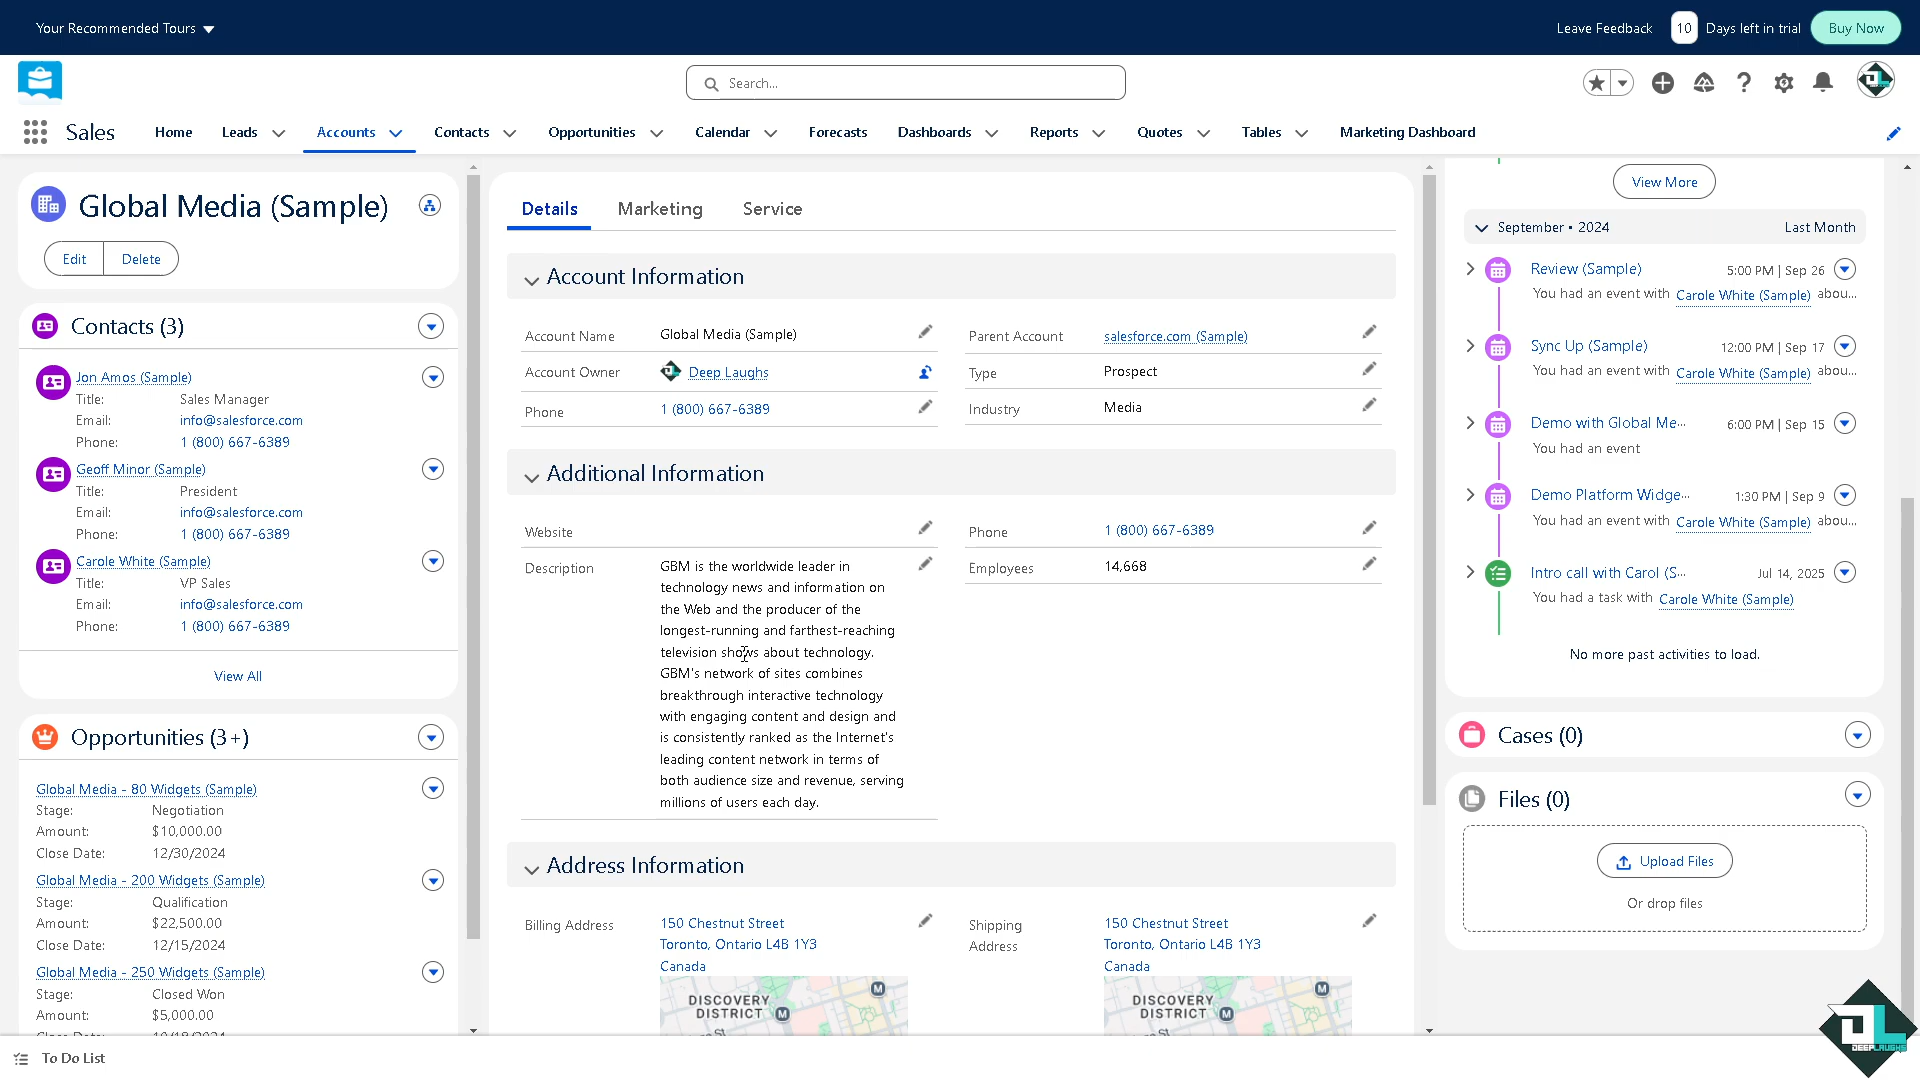 Your Recommended Tours
Leave Feedback
10 Days left in trial
Buy Now
Search...
Sales
Home
Leads
Accounts
Contacts
Opportunities
Calendar
Forecasts
Dashboards
Reports
Quotes
Tables
Marketing Dashboard
Global Media (Sample)
Edit
Delete
Contacts (3)
Jon Amos (Sample)
Title: Sales Manager
Email: info@salesforce.com
Phone: 1 (800) 667-6389
Geoff Minor (Sample)
Title: President
Email: info@salesforce.com
Phone: 1 (800) 667-6389
Carole White (Sample)
Title: VP Sales
Email: info@salesforce.com
Phone: 1 (800) 667-6389
View All
Opportunities (3+)
Global Media - 80 Widgets (Sample)
Stage: Negotiation
Amount: $10,000.00
Close Date: 12/30/2024
Global Media - 200 Widgets (Sample)
Stage: Qualification
Amount: $22,500.00
Close Date: 12/15/2024
Global Media - 250 Widgets (Sample)
Stage: Closed Won
Amount: $5,000.00
Details
Marketing
Service
Account Information
Account Name Global Media (Sample)
Account Owner Deep Laughs
Phone 1 (800) 667-6389
Parent Account salesforce.com (Sample)
Type Prospect
Industry Media
Additional Information
Website
Description GBM is the worldwide leader in
technology news and information on
the Web and the producer of the
longest-running and farthest-reaching
television shows about technology.
GBM's network of sites combines
breakthrough interactive technology
with engaging content and design and
is consistently ranked as the Internet's
leading content network in terms of
both audience size and revenue, serving
millions of users each day.
Phone 1 (800) 667-6389
Employees 14,668
Address Information
Billing Address 150 Chestnut Street
Toronto, Ontario L4B 1Y3
Canada
DISCOVERY
DISTRICT
M
M
Shipping
Address
150 Chestnut Street
Toronto, Ontario L4B 1Y3
Canada
DISCOVERY
DISTRICT
M
M
View More
September • 2024 Last Month
Review (Sample) 5:00 PM | Sep 26
You had an event with Carole White (Sample) abou...
Sync Up (Sample) 12:00 PM | Sep 17
You had an event with Carole White (Sample) abou...
Demo with Global Me... 6:00 PM | Sep 15
You had an event
Demo Platform Widge... 1:30 PM | Sep 9
You had an event with Carole White (Sample) abou...
Intro call with Carol (S... Jul 14, 2025
You had a task with Carole White (Sample)
No more past activities to load.
Cases (0)
Files (0)
Upload Files
Or drop files
To Do List
DL
DEEPLAUGHS